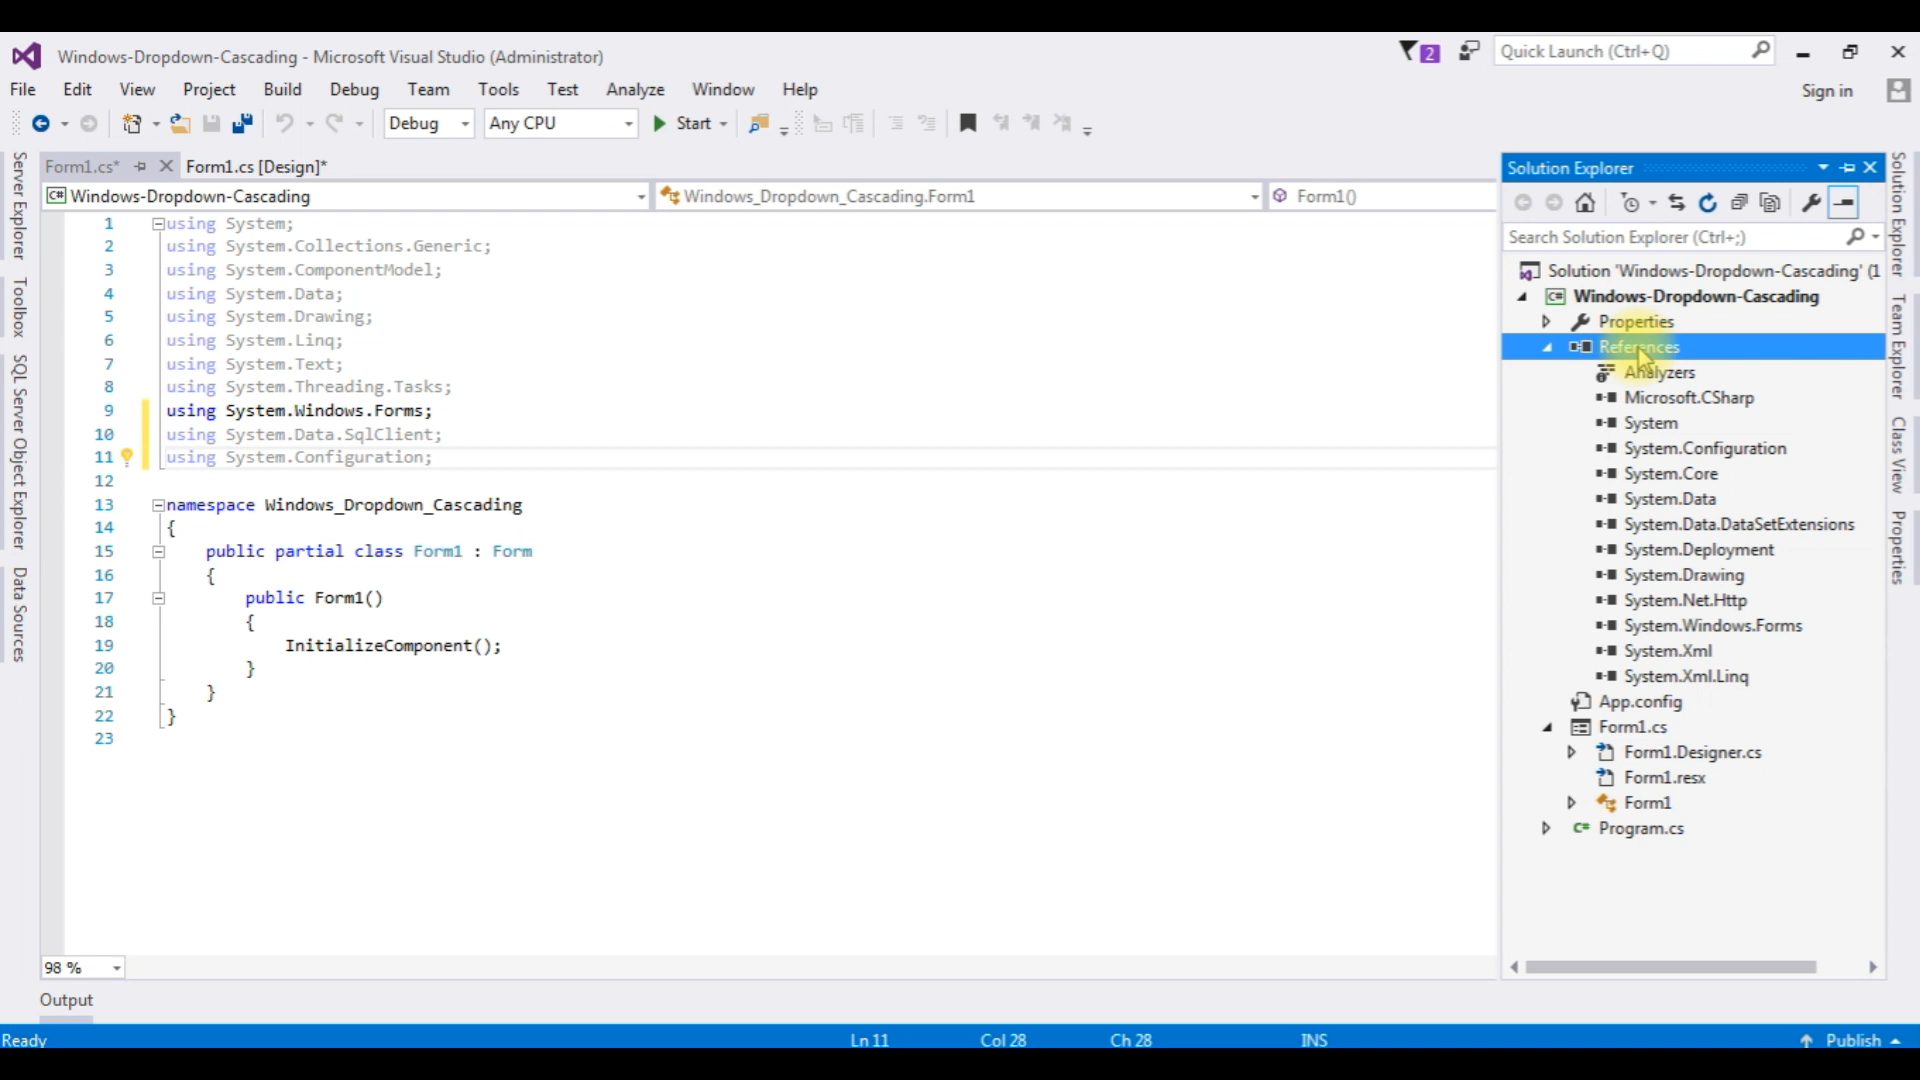 Windows-Dropdown-Cascading - Microsoft Visual Studio (Administrator)
2
Quick Launch (Ctrl+Q)
File Edit View Project Build Debug Team Tools Test Analyze Window Help
Sign in
Debug
Any CPU
Start
Form1.cs*
Form1.cs [Design]*
C# Windows-Dropdown-Cascading
Windows_Dropdown_Cascading.Form1
Form1()
1 using System;
2 using System.Collections.Generic;
3 using System.ComponentModel;
4 using System.Data;
5 using System.Drawing;
6 using System.Linq;
7 using System.Text;
8 using System.Threading.Tasks;
9 using System.Windows.Forms;
10 using System.Data.SqlClient;
11 using System.Configuration;
12
13 namespace Windows_Dropdown_Cascading
14 {
15 public partial class Form1 : Form
16 {
17 public Form1()
18 {
19 InitializeComponent();
20 }
21 }
22 }
23
98 %
Output
Ready
Ln 11
Col 28
Ch 28
INS
Publish
Server Explorer
Toolbox
SQL Server Object Explorer
Data Sources
Solution Explorer
Search Solution Explorer (Ctrl+;)
Solution 'Windows-Dropdown-Cascading' (1
C# Windows-Dropdown-Cascading
Properties
References
Analyzers
Microsoft.CSharp
System
System.Configuration
System.Core
System.Data
System.Data.DataSetExtensions
System.Deployment
System.Drawing
System.Net.Http
System.Windows.Forms
System.Xml
System.Xml.Linq
App.config
Form1.cs
Form1.Designer.cs
Form1.resx
Form1
C# Program.cs
Solution Explorer
Team Explorer
Class View
Properties